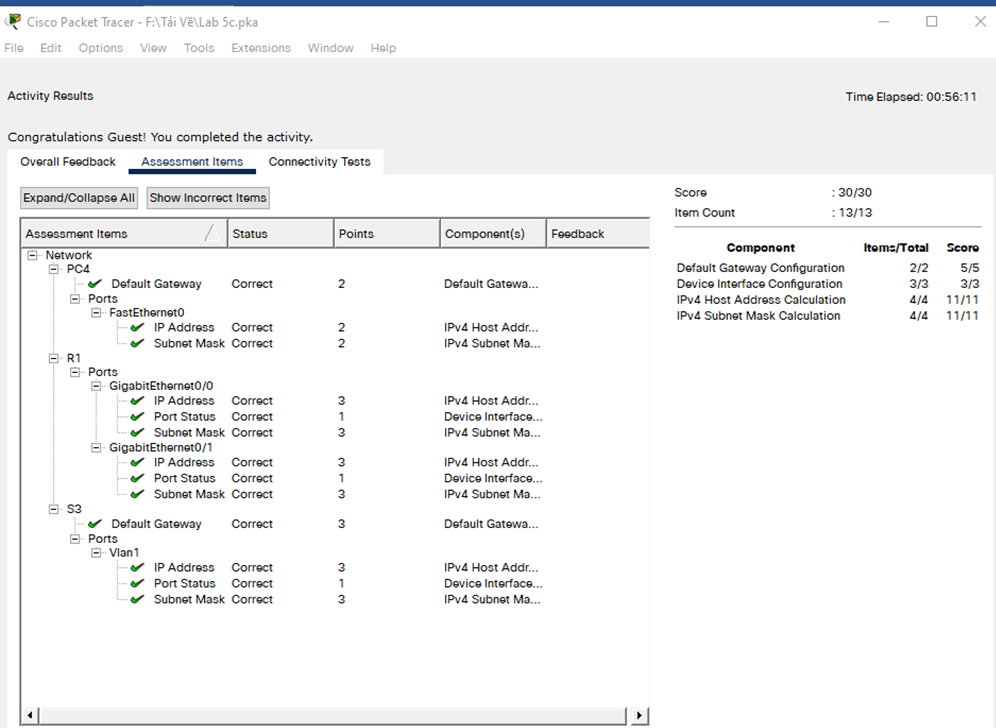 Cisco Packet Tracer - F:\Tải Về\Lab 5c.pka
File Edit Options View Tools Extensions Window Help
Activity Results
Time Elapsed: 00:56:11
Congratulations Guest! You completed the activity.
Overall Feedback Assessment Items Connectivity Tests
Expand/Collapse All Show Incorrect Items
Assessment Items Status Points Component(s) Feedback
Network
PC4
Default Gateway Correct 2 Default Gatewa...
Ports
FastEthernet0
IP Address Correct 2 IPv4 Host Addr...
Subnet Mask Correct 2 IPv4 Subnet Ma...
R1
Ports
GigabitEthernet0/0
IP Address Correct 3 IPv4 Host Addr...
Port Status Correct 1 Device Interface...
Subnet Mask Correct 3 IPv4 Subnet Ma...
GigabitEthernet0/1
IP Address Correct 3 IPv4 Host Addr...
Port Status Correct 1 Device Interface...
Subnet Mask Correct 3 IPv4 Subnet Ma...
S3
Default Gateway Correct 3 Default Gatewa...
Ports
Vlan1
IP Address Correct 3 IPv4 Host Addr...
Port Status Correct 1 Device Interface...
Subnet Mask Correct 3 IPv4 Subnet Ma...
Score : 30/30
Item Count : 13/13
Component Items/Total Score
Default Gateway Configuration 2/2 5/5
Device Interface Configuration 3/3 3/3
IPv4 Host Address Calculation 4/4 11/11
IPv4 Subnet Mask Calculation 4/4 11/11